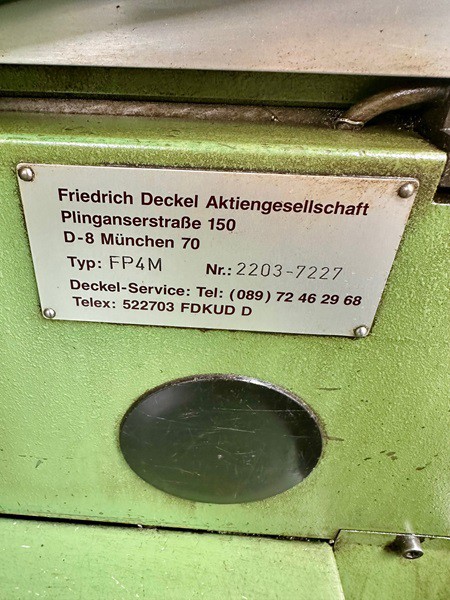 Friedrich Deckel Aktiengesellschaft
Plinganserstraße 150
D-8 München 70
Typ: FP4M Nr.: 2203-7227
Deckel-Service: Tel: (089) 72 46 29 68
Telex: 522703 FDKUD D